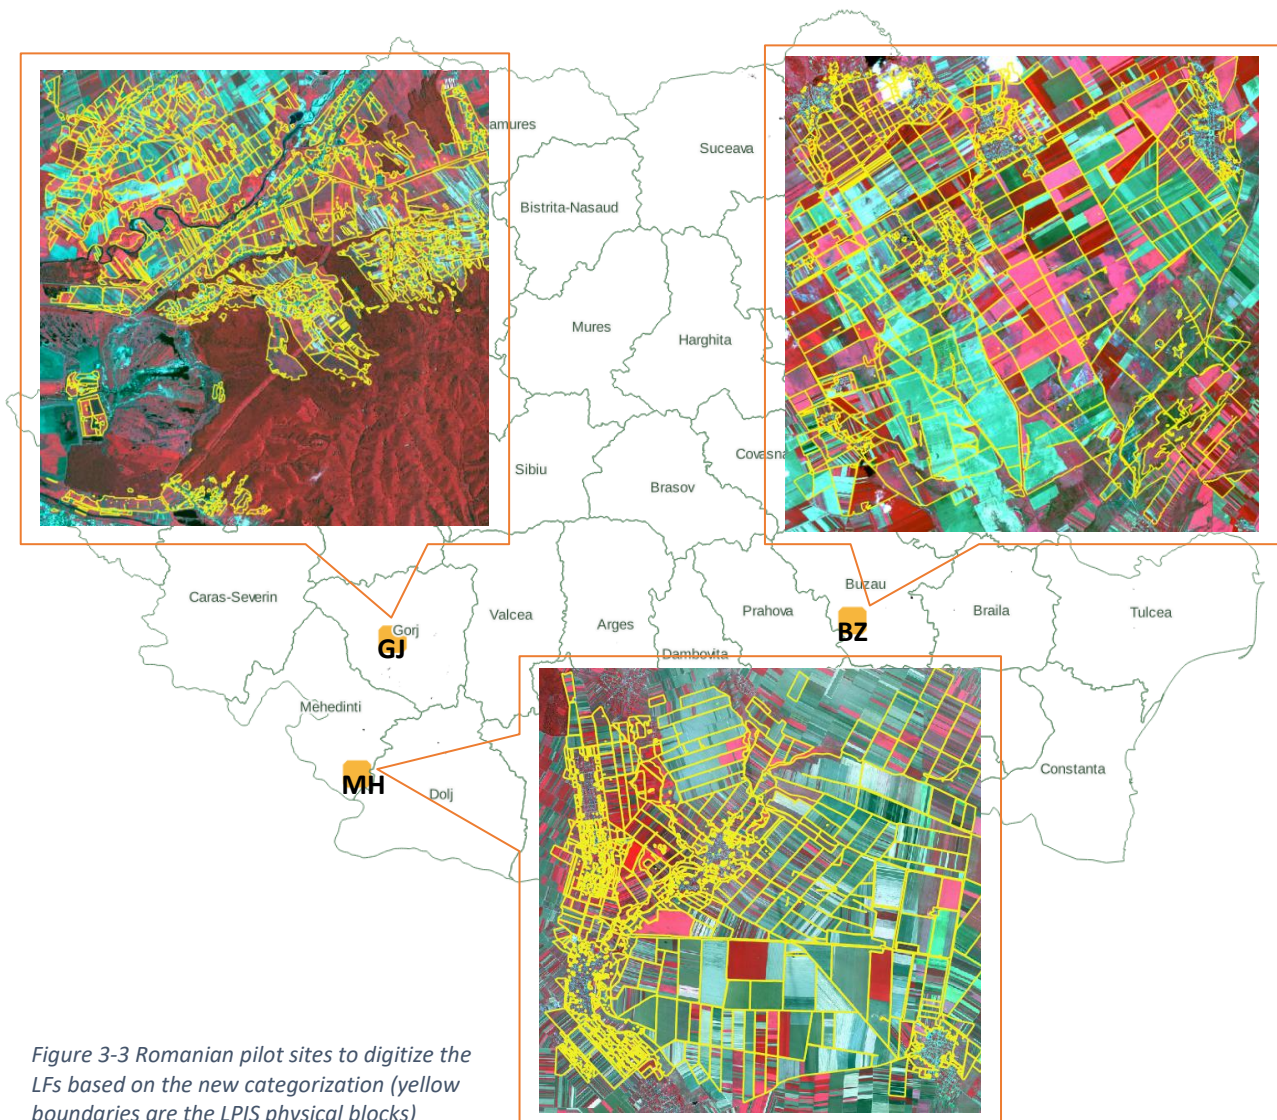 amures
Suceava
Bistrita-Nasaud
Mures
Harghita
Sibiu
Covasna
Brasov
Caras-Severin
Gorj
GJ
Valcea
Arges
Prahova
Dambovita
Buzau
BZ
Braila
Tulcea
Mehedinti
MH
Dolj
Constanta
Figure 3-3 Romanian pilot sites to digitize the
LFs based on the new categorization (yellow
boundaries are the LPIS physical blocks)